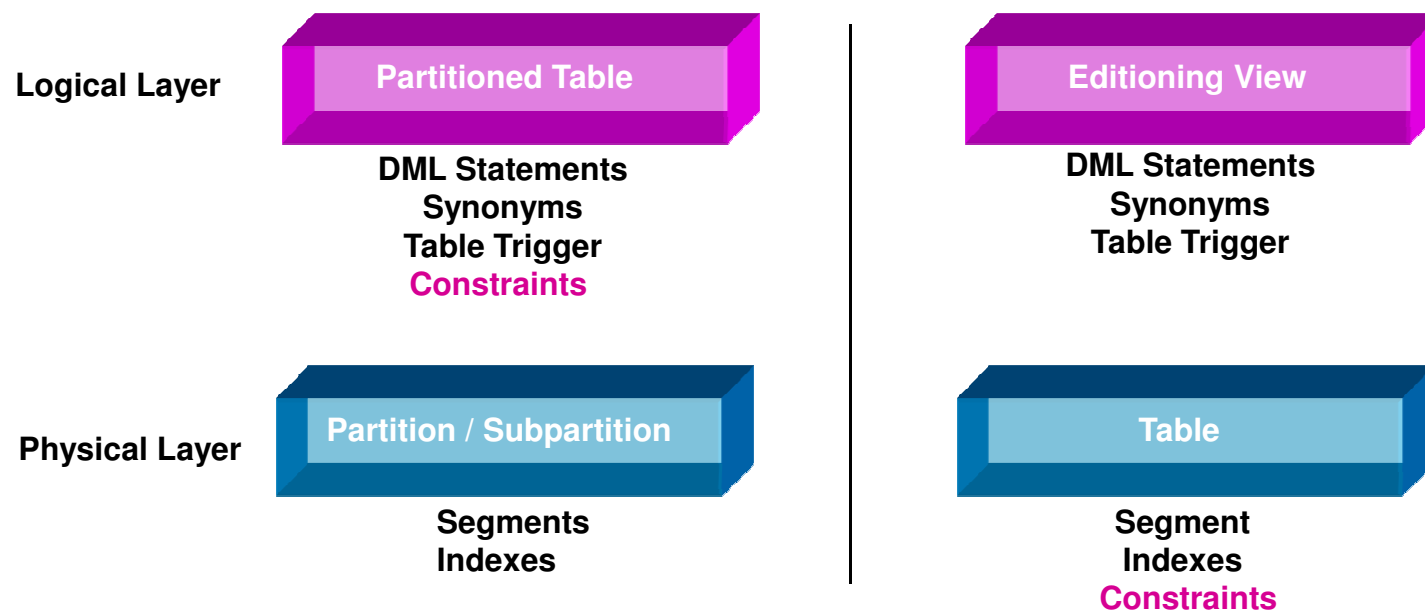 Logical Layer
Partitioned Table
DML Statements
Synonyms
Table Trigger
Constraints
Editioning View
DML Statements
Synonyms
Table Trigger
Physical Layer
Partition / Subpartition
Segments
Indexes
Table
Segment
Indexes
Constraints